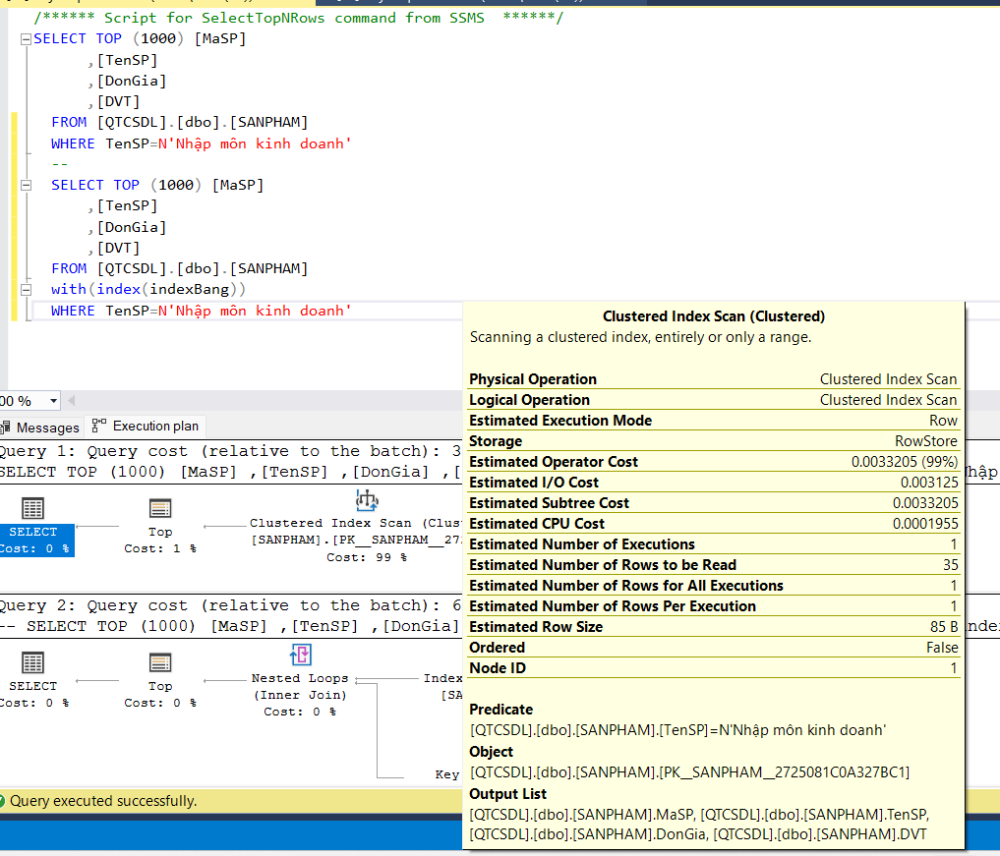 /****** Script for SelectTopNRows command from SSMS  ******/
SELECT TOP (1000) [MaSP]
,[TenSP]
,[DonGia]
,[DVT]
FROM [QTCSDL].[dbo].[SANPHAM]
WHERE TenSP=N'Nhập môn kinh doanh'
--
SELECT TOP (1000) [MaSP]
,[TenSP]
,[DonGia]
,[DVT]
FROM [QTCSDL].[dbo].[SANPHAM]
with(index(indexBang))
WHERE TenSP=N'Nhập môn kinh doanh'
00 %
Messages Execution plan
Query 1: Query cost (relative to the batch): 3
SELECT TOP (1000) [MaSP] ,[TenSP] ,[DonGia] ,[
Nhập
SELECT
Cost: 0 %
Top
Cost: 1 %
Clustered Index Scan (Clus
[SANPHAM].[PK__SANPHAM__27
Cost: 99 %
Query 2: Query cost (relative to the batch): 6
-- SELECT TOP (1000) [MaSP] ,[TenSP] ,[DonGia]
inde
SELECT
Cost: 0 %
Top
Cost: 0 %
Nested Loops
(Inner Join)
Cost: 0 %
Index
[SA
Key
Query executed successfully.
Clustered Index Scan (Clustered)
Scanning a clustered index, entirely or only a range.
Physical Operation Clustered Index Scan
Logical Operation Clustered Index Scan
Estimated Execution Mode Row
Storage RowStore
Estimated Operator Cost 0.0033205 (99%)
Estimated I/O Cost 0.003125
Estimated Subtree Cost 0.0033205
Estimated CPU Cost 0.0001955
Estimated Number of Executions 1
Estimated Number of Rows to be Read 35
Estimated Number of Rows for All Executions 1
Estimated Number of Rows Per Execution 1
Estimated Row Size 85 B
Ordered False
Node ID 1
Predicate
[QTCSDL].[dbo].[SANPHAM].[TenSP]=N'Nhập môn kinh doanh'
Object
[QTCSDL].[dbo].[SANPHAM].[PK__SANPHAM__2725081C0A327BC1]
Output List
[QTCSDL].[dbo].[SANPHAM].MaSP, [QTCSDL].[dbo].[SANPHAM].TenSP,
[QTCSDL].[dbo].[SANPHAM].DonGia, [QTCSDL].[dbo].[SANPHAM].DVT